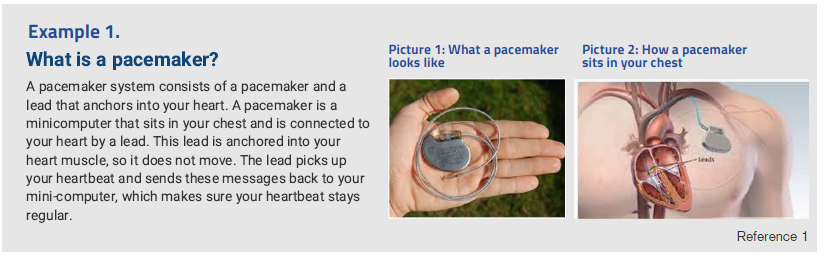 Example 1.
What is a pacemaker?
A pacemaker system consists of a pacemaker and a
lead that anchors into your heart. A pacemaker is a
minicomputer that sits in your chest and is connected to
your heart by a lead. This lead is anchored into your
heart muscle, so it does not move. The lead picks up
your heartbeat and sends these messages back to your
mini-computer, which makes sure your heartbeat stays
regular.
Picture 1: What a pacemaker
looks like
Picture 2: How a pacemaker
sits in your chest
Leads
Reference 1